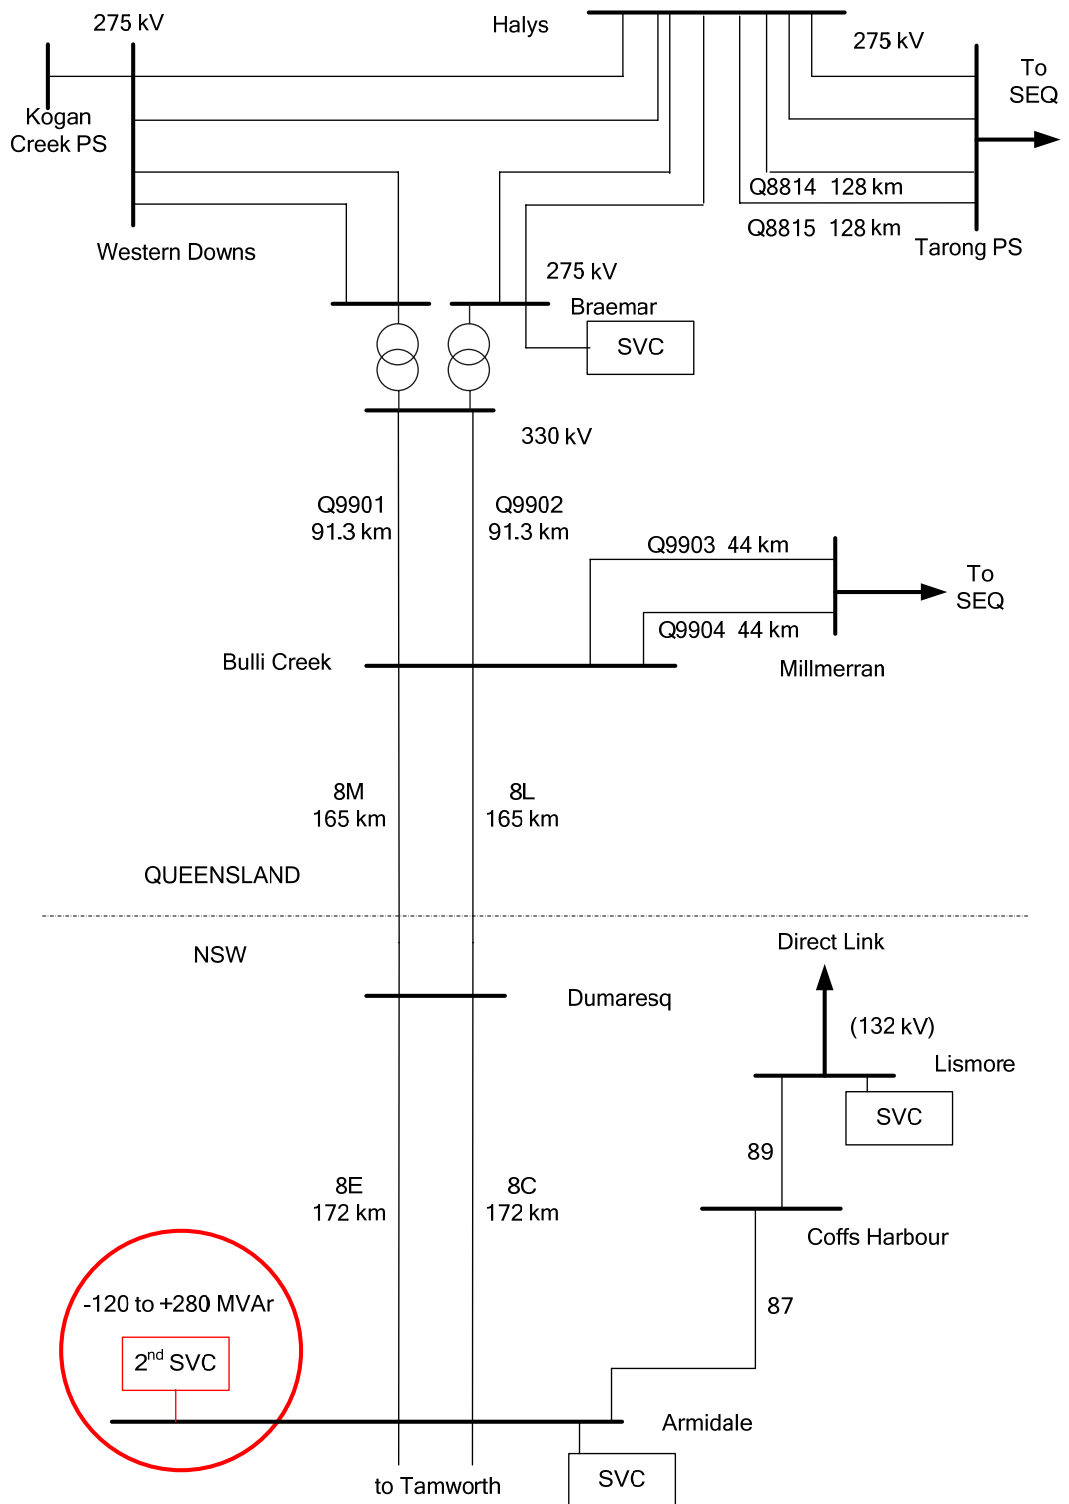 275 kV
Halys
275 kV
To
SEQ
Kogan
Creek PS
Q8814 128 km
Q8815 128 km
Western Downs
Tarong PS
275 kV
Braemar
SVC
330 kV
Q9901
91.3 km
Q9902
91.3 km
Q9903 44 km
To
SEQ
Q9904 44 km
Bulli Creek
Millmerran
8M
165 km
8L
165 km
QUEENSLAND
NSW
Direct Link
Dumaresq
(132 kV)
Lismore
SVC
89
8E
172 km
8C
172 km
Coffs Harbour
-120 to +280 MVAr
87
2nd SVC
Armidale
SVC
to Tamworth